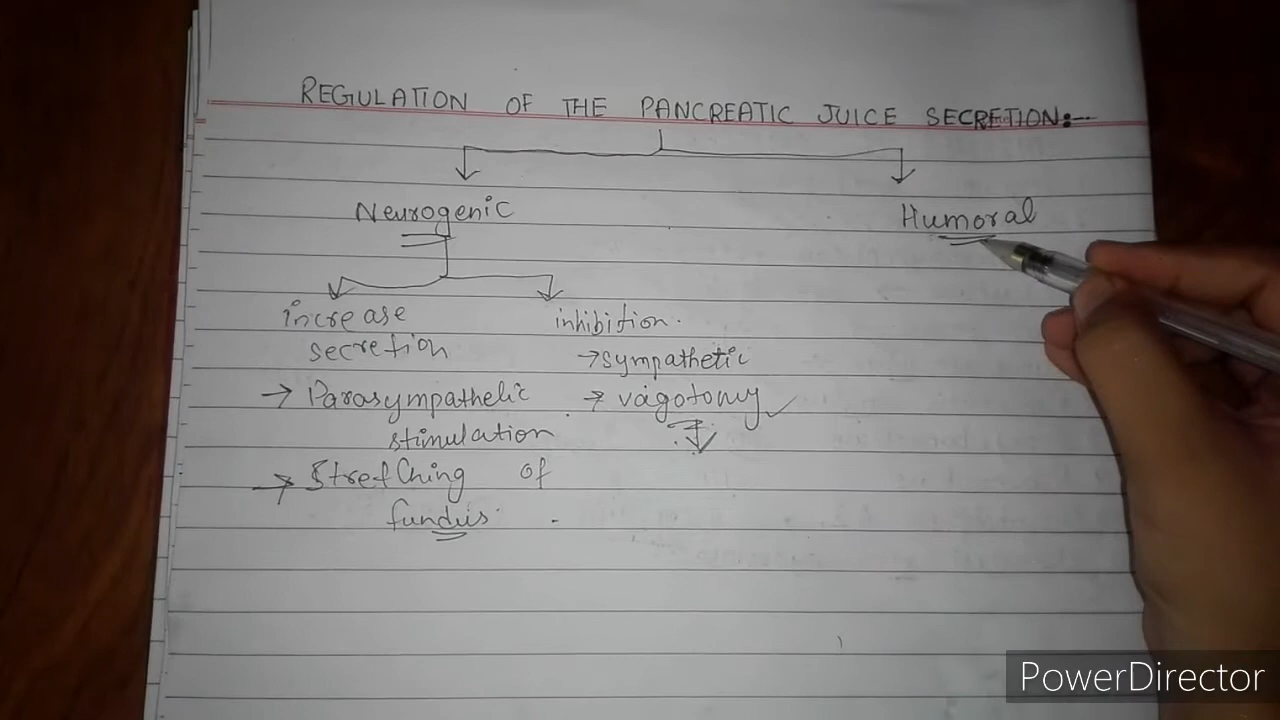 REGULATION OF THE PANCREATIC JUICE SECRETION:-
Neurogenic
Humoral
increase
secretion
→ Parasympathetic
stimulation
→ Stretching of
fundus.
inhibition.
→ sympathetic
→ vagotomy ✓
PowerDirector